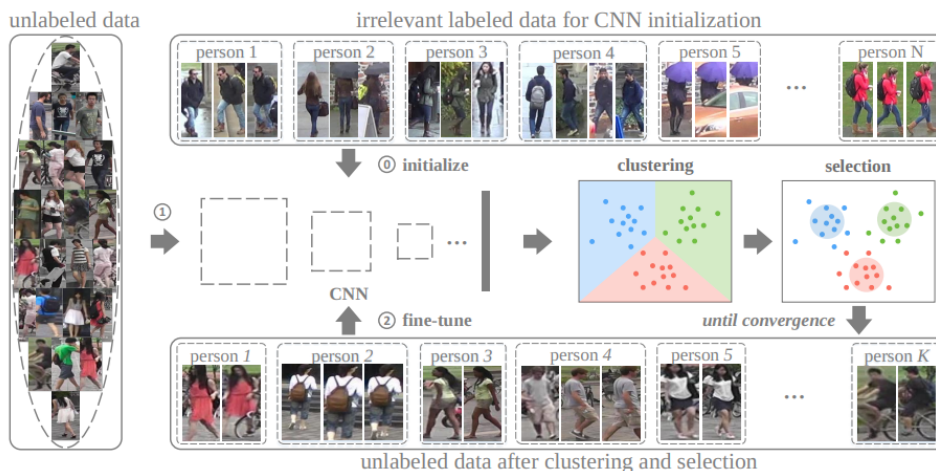 unlabeled data
irrelevant labeled data for CNN initialization
person 1
person 2
person 3
person 4
person 5
...
person N
⓪ initialize
①
...
CNN
② fine-tune
clustering
selection
until convergence
person 1
person 2
person 3
person 4
person 5
...
person K
unlabeled data after clustering and selection